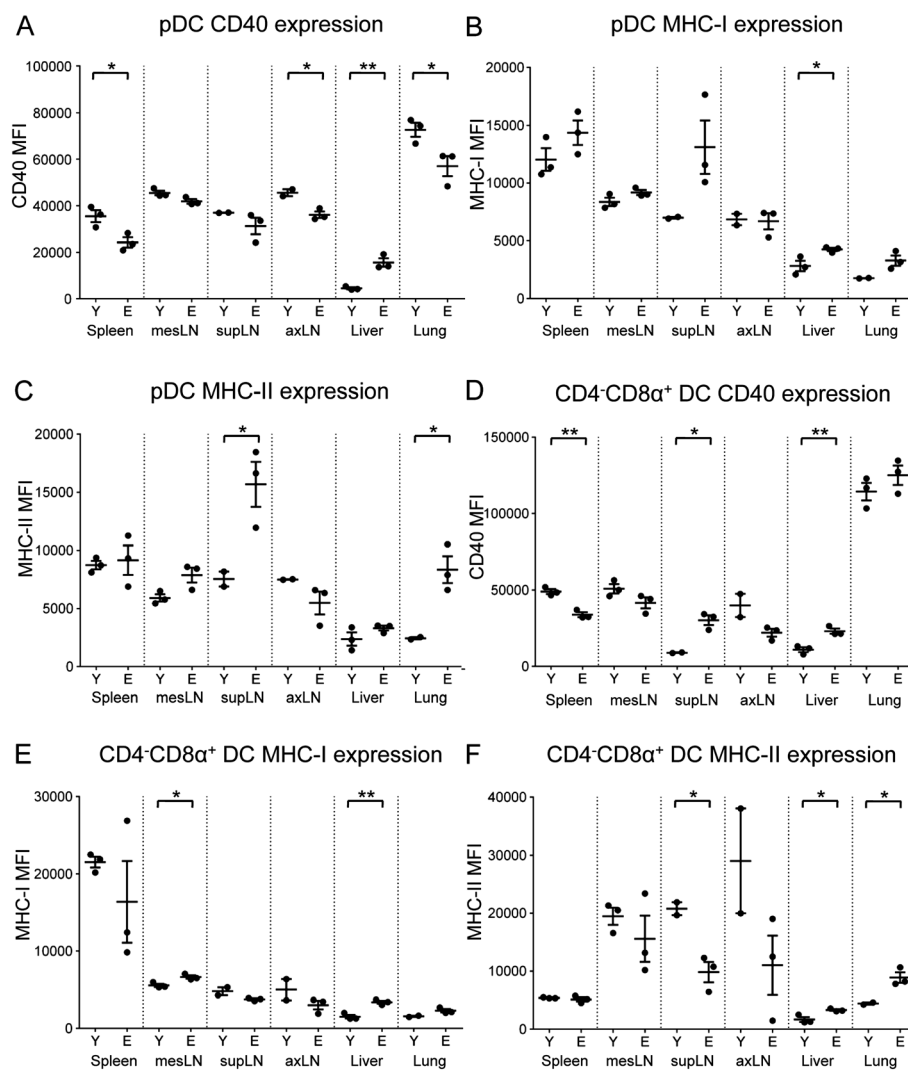 A
pDC CD40 expression
CD40 MFI
100000
80000
60000
40000
20000
0
* * ** *
Y E Y E Y E Y E Y E Y E
Spleen mesLN supLN axLN Liver Lung
B
pDC MHC-I expression
MHC-I MFI
20000
15000
10000
5000
0
*
Y E Y E Y E Y E Y E Y E
Spleen mesLN supLN axLN Liver Lung
C
pDC MHC-II expression
MHC-II MFI
20000
15000
10000
5000
0
* *
Y E Y E Y E Y E Y E Y E
Spleen mesLN supLN axLN Liver Lung
D
CD4⁻CD8α⁺ DC CD40 expression
CD40 MFI
150000
100000
50000
0
** * **
Y E Y E Y E Y E Y E Y E
Spleen mesLN supLN axLN Liver Lung
E
CD4⁻CD8α⁺ DC MHC-I expression
MHC-I MFI
30000
20000
10000
0
* **
Y E Y E Y E Y E Y E Y E
Spleen mesLN supLN axLN Liver Lung
F
CD4⁻CD8α⁺ DC MHC-II expression
MHC-II MFI
40000
30000
20000
10000
0
* * *
Y E Y E Y E Y E Y E Y E
Spleen mesLN supLN axLN Liver Lung